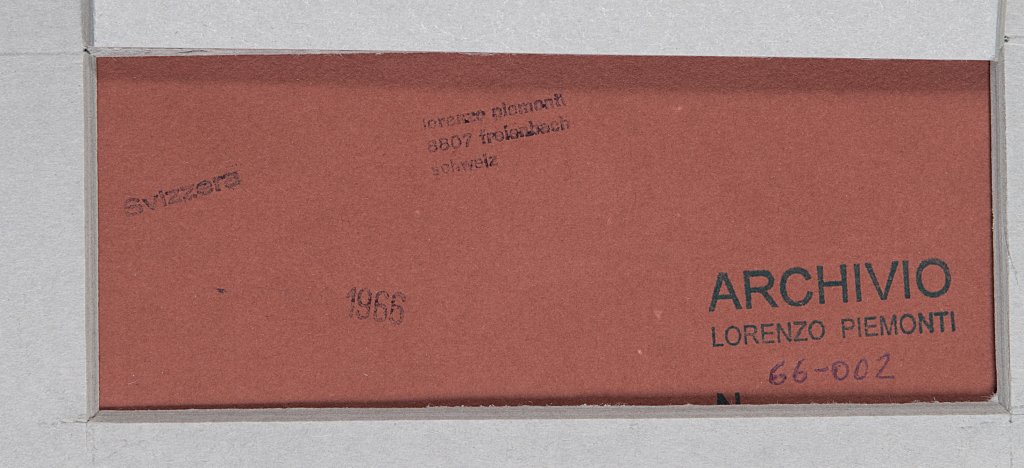 lorenzo piemonti
8807 freienbach
schweiz
Svizzera
1966
ARCHIVIO
LORENZO PIEMONTI
66-002
N